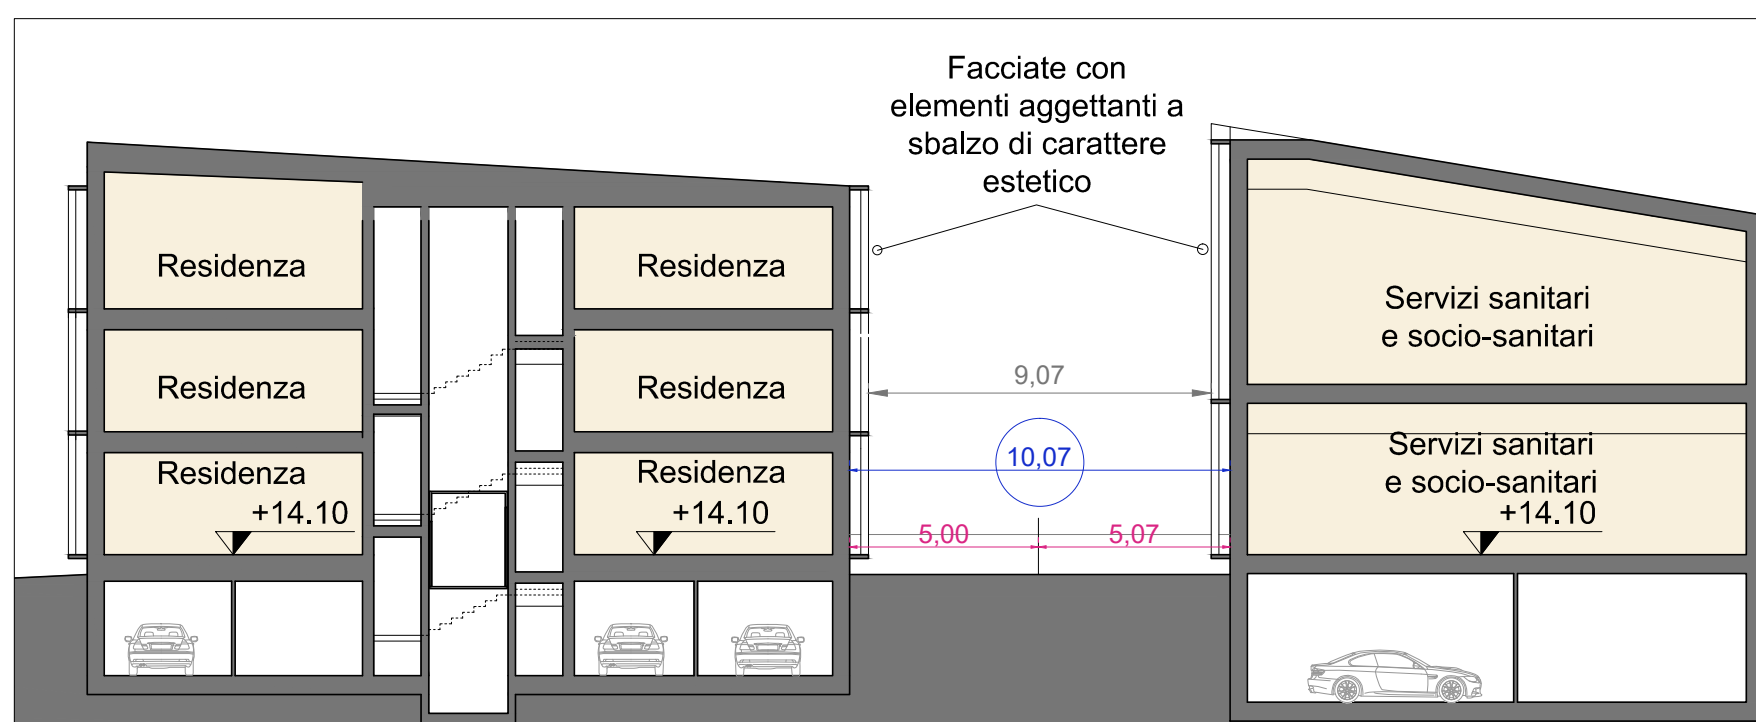 Facciate con
elementi aggettanti a
sbalzo di carattere
estetico
Residenza
Residenza
Servizi sanitari
e socio-sanitari
Residenza
Residenza
9,07
Servizi sanitari
e socio-sanitari
10,07
Residenza
Residenza
+14.10
+14.10
+14.10
5,00
5,07